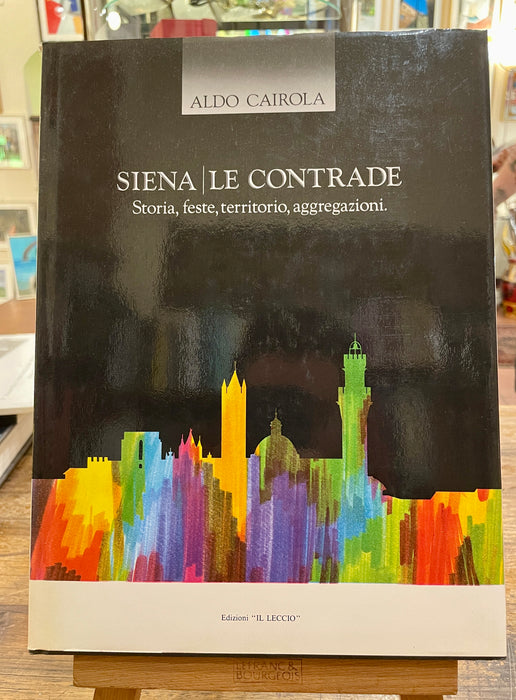 ALDO CAIROLA
SIENA | LE CONTRADE
Storia, feste, territorio, aggregazioni.
Edizioni "IL LECCIO"
LEFRANC &
BOURGEOIS